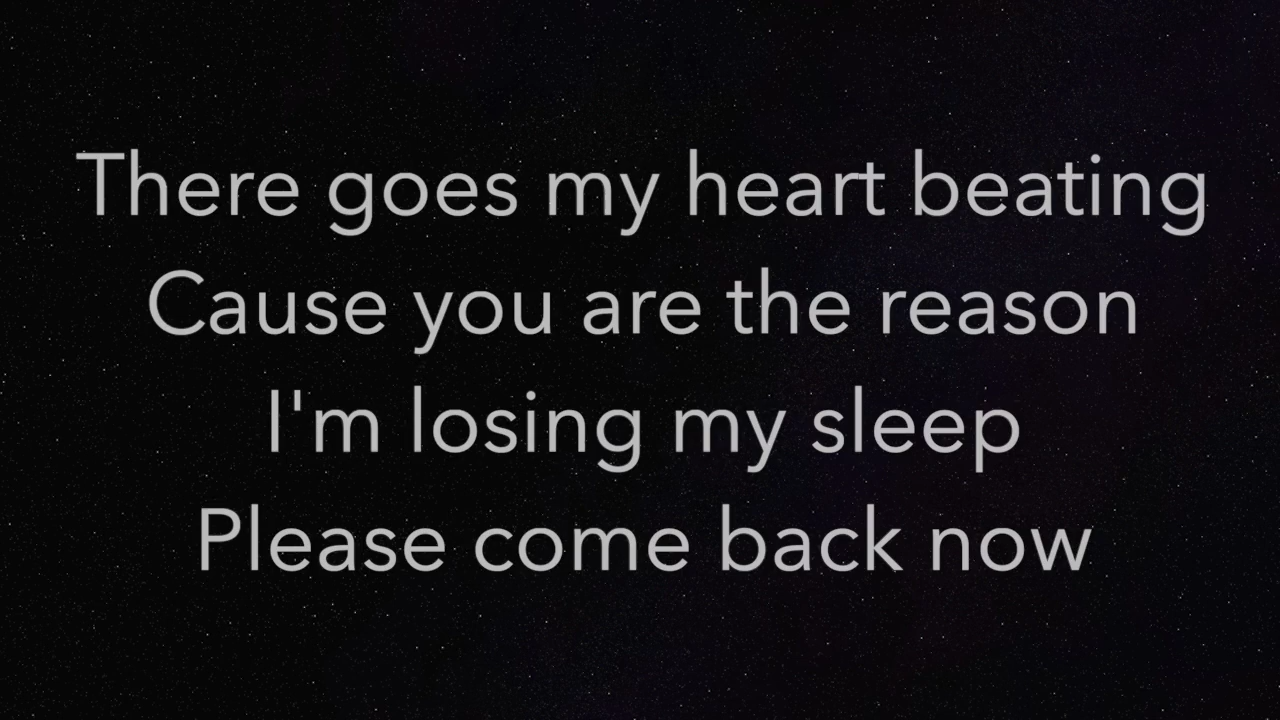 There goes my heart beating
Cause you are the reason
I'm losing my sleep
Please come back now